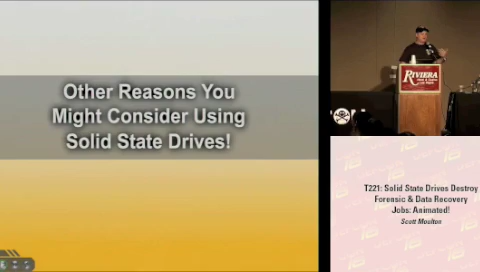 Other Reasons You
Might Consider Using
Solid State Drives!
RIVIERA
T221: Solid State Drives Destroy
Forensic & Data Recovery
Jobs: Animated!
Scott Moulton